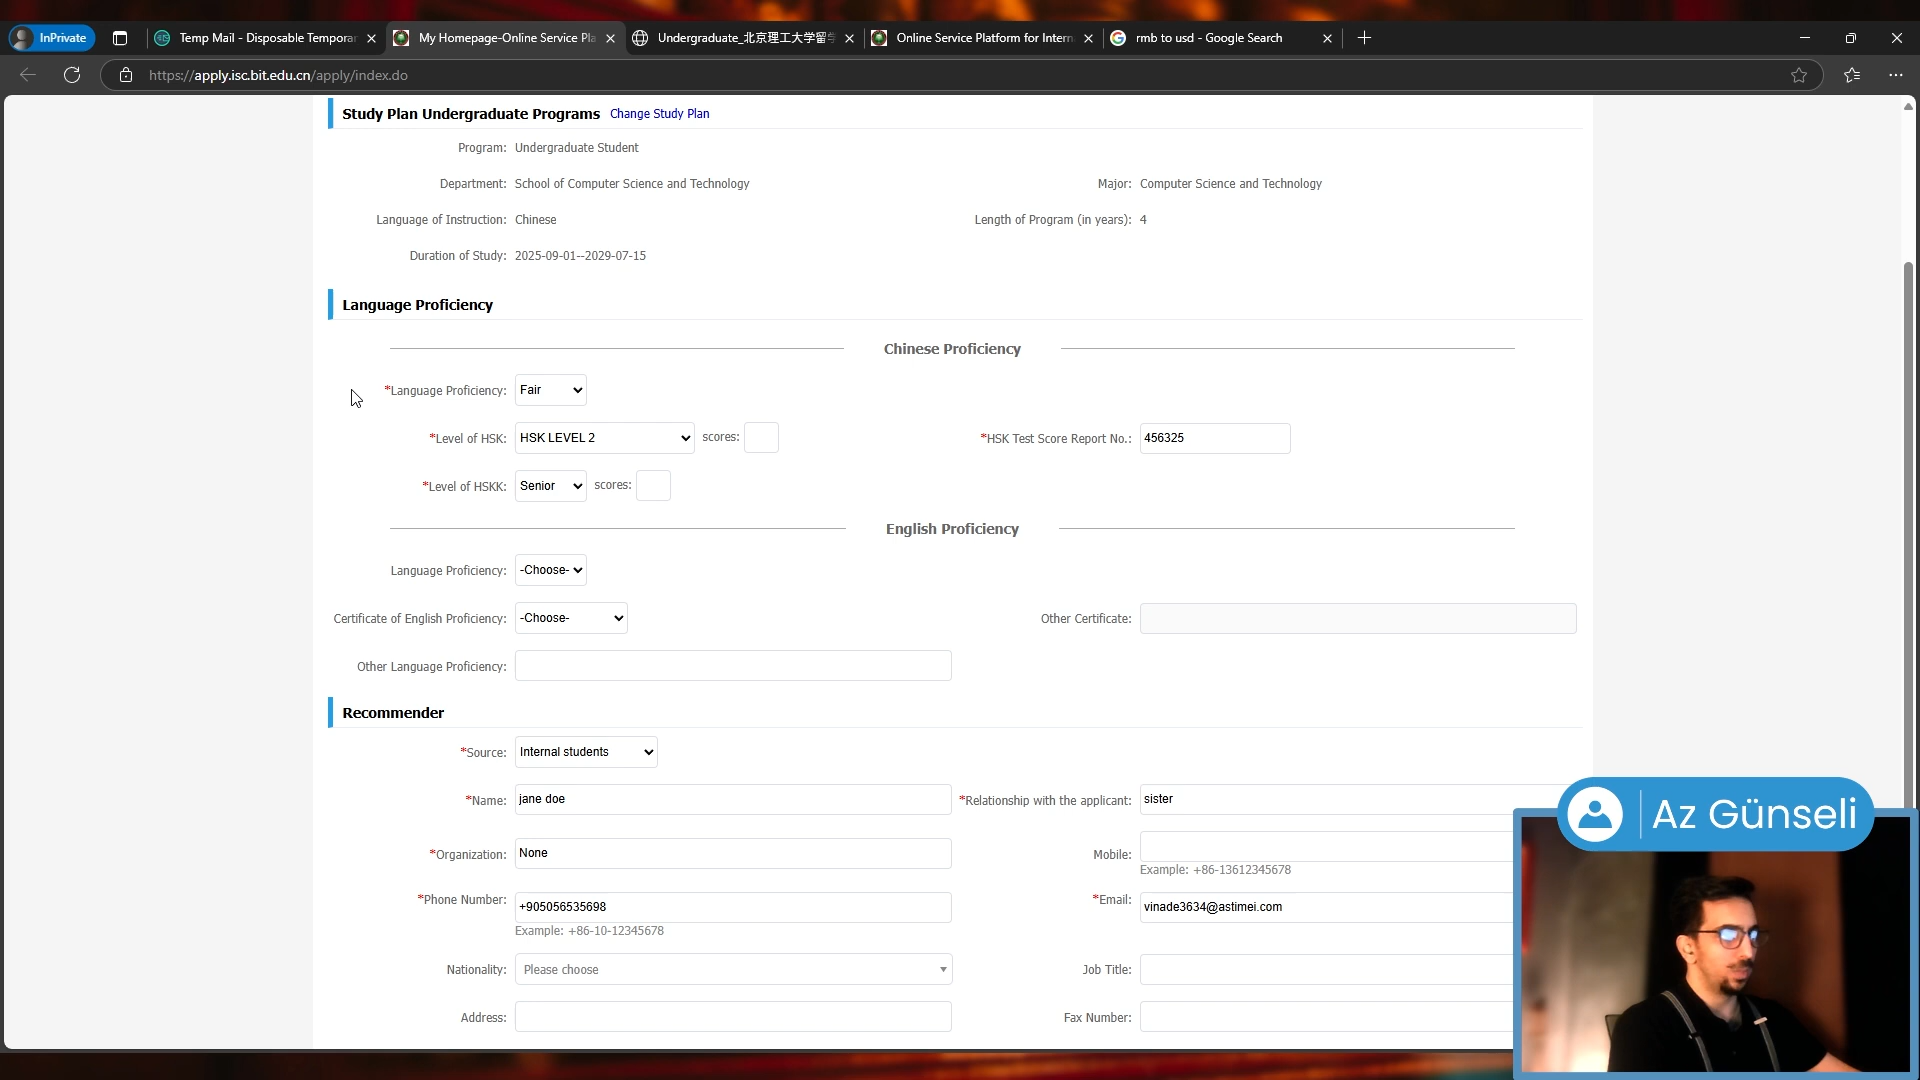 InPrivate
Temp Mail - Disposable Temporar
My Homepage-Online Service Pla
Undergraduate_北京理工大学留学
Online Service Platform for Intern
rmb to usd - Google Search
https://apply.isc.bit.edu.cn/apply/index.do
Study Plan Undergraduate Programs Change Study Plan
Program: Undergraduate Student
Department: School of Computer Science and Technology Major: Computer Science and Technology
Language of Instruction: Chinese Length of Program (in years): 4
Duration of Study: 2025-09-01--2029-07-15
Language Proficiency
Chinese Proficiency
*Language Proficiency: Fair
*Level of HSK: HSK LEVEL 2 scores: *HSK Test Score Report No.: 456325
*Level of HSKK: Senior scores:
English Proficiency
Language Proficiency: -Choose-
Certificate of English Proficiency: -Choose- Other Certificate:
Other Language Proficiency:
Recommender
*Source: Internal students
*Name: jane doe *Relationship with the applicant: sister
*Organization: None Mobile:
Example: +86-13612345678
*Phone Number: +905056535698 *Email: vinade3634@astimei.com
Example: +86-10-12345678
Nationality: Please choose Job Title:
Address: Fax Number:
Az Günseli